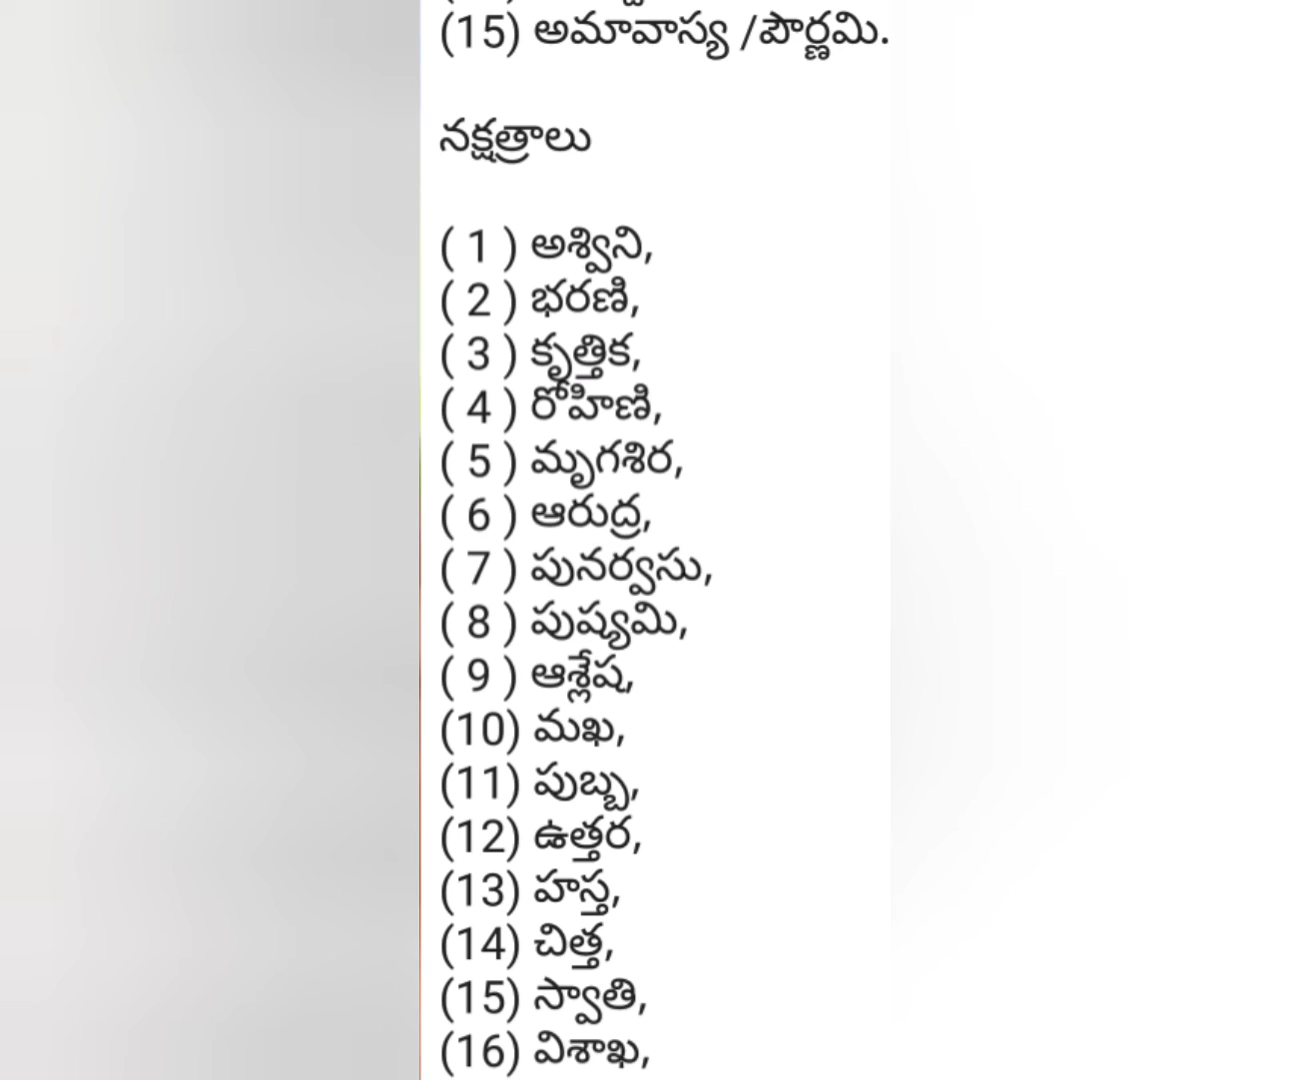 (15) అమావాస్య /పౌర్ణమి.
నక్షత్రాలు
( 1 ) అశ్విని,
( 2 ) భరణి,
( 3 ) కృత్తిక,
( 4 ) రోహిణి,
( 5 ) మృగశిర,
( 6 ) ఆరుద్ర,
( 7 ) పునర్వసు,
( 8 ) పుష్యమి,
( 9 ) ఆశ్లేష,
(10) మఖ,
(11) పుబ్బ,
(12) ఉత్తర,
(13) హస్త,
(14) చిత్త,
(15) స్వాతి,
(16) విశాఖ,